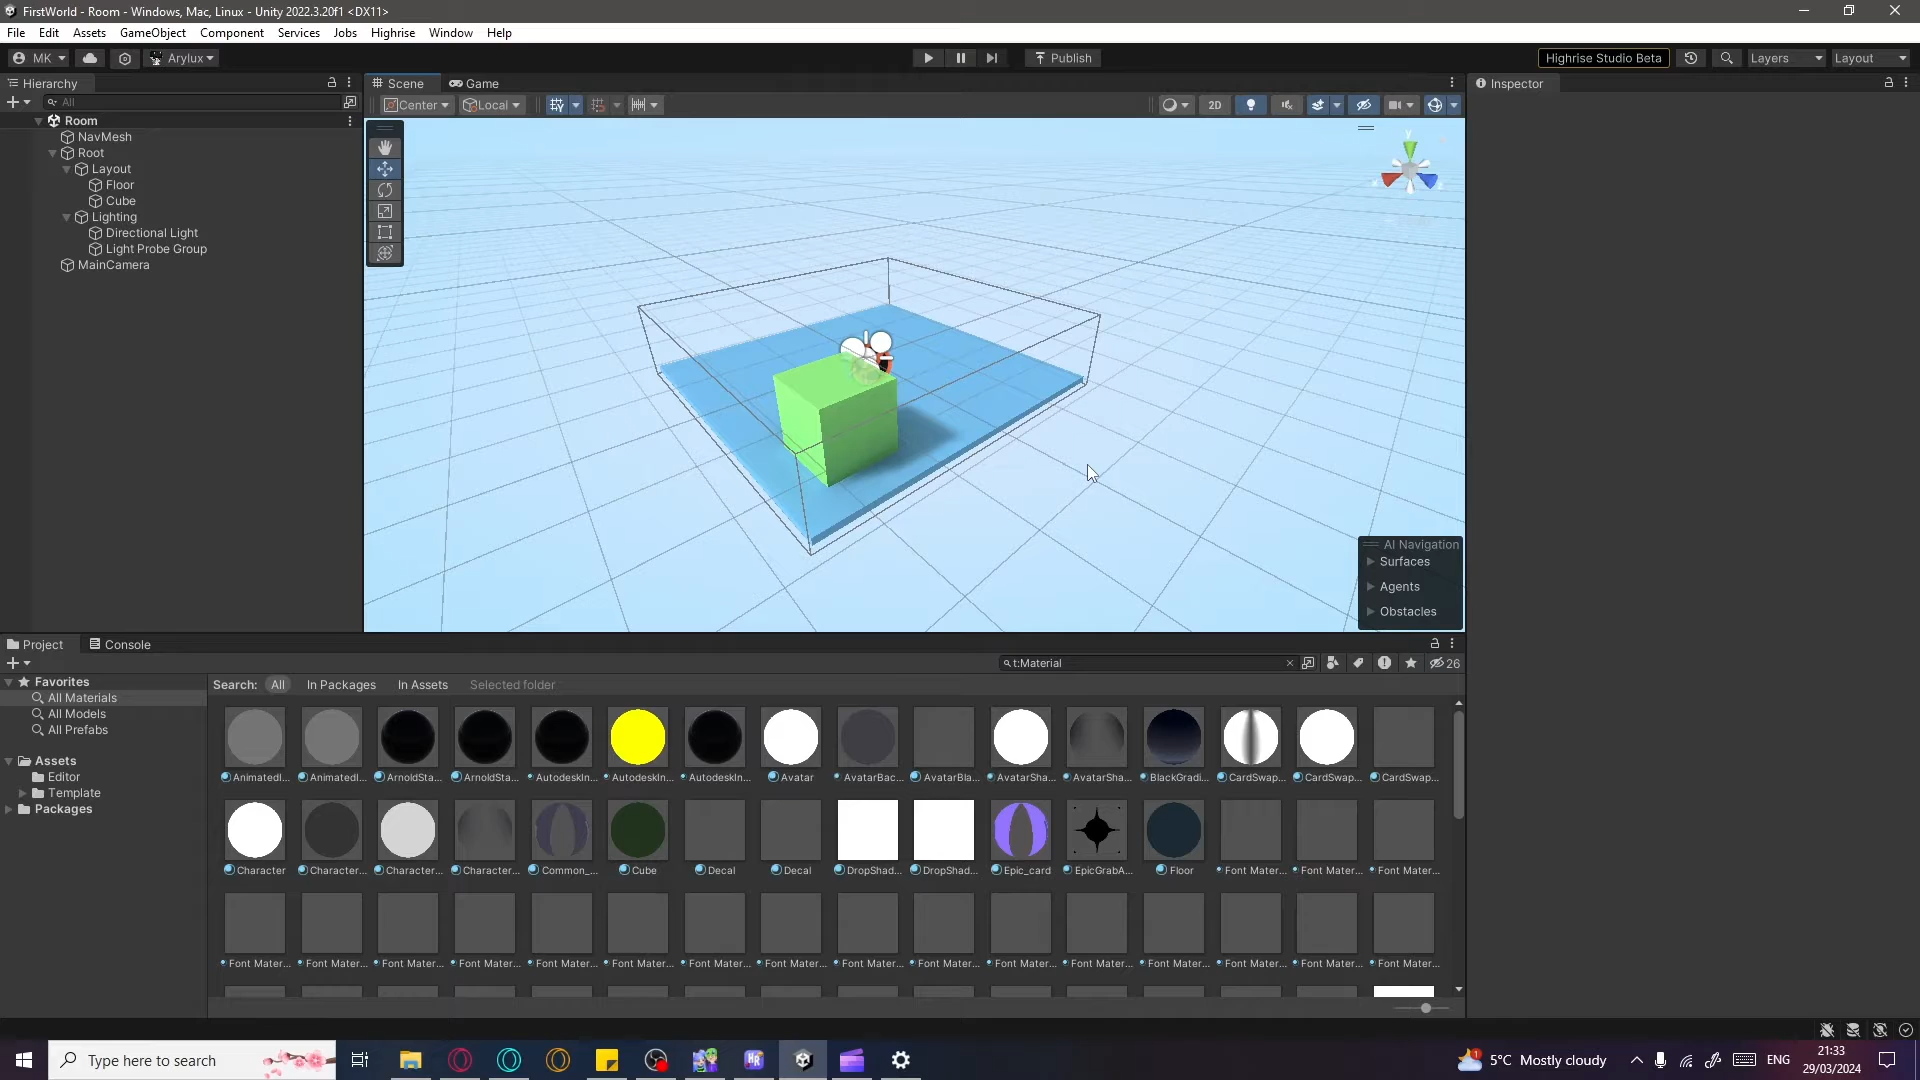 FirstWorld - Room - Windows, Mac, Linux - Unity 2022.3.20f1 <DX11>
File Edit Assets GameObject Component Services Jobs Highrise Window Help
MK Arylux Publish Highrise Studio Beta Layers Layout
Hierarchy Scene Game Inspector
All Center Local 2D
Room
NavMesh
Root
Layout
Floor
Cube
Lighting
Directional Light
Light Probe Group
MainCamera
y
AI Navigation
Surfaces
Agents
Obstacles
Project Console
t:Material 26
Favorites
All Materials
All Models
All Prefabs
Assets
Editor
Template
Packages
Search: All In Packages In Assets Selected folder
AnimatedI... AnimatedI... ArnoldSta... ArnoldSta... AutodeskIn... AutodeskIn... AutodeskIn... Avatar AvatarBac... AvatarBla... AvatarSha... AvatarSha... BlackGradi... CardSwap... CardSwap... CardSwap...
Character Character... Character... Character... Common_... Cube Decal Decal DropShad... DropShad... Epic_card EpicGrabA... Floor Font Mater... Font Mater... Font Mater...
Font Mater... Font Mater... Font Mater... Font Mater... Font Mater... Font Mater... Font Mater... Font Mater... Font Mater... Font Mater... Font Mater... Font Mater... Font Mater... Font Mater... Font Mater... Font Mater...
Type here to search HR 1 5°C Mostly cloudy ENG 21:33
29/03/2024